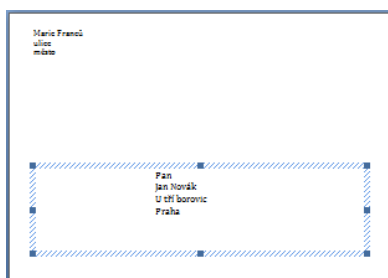 Marie Franců
ulice
město
Pan
Jan Novák
U tří borovic
Praha